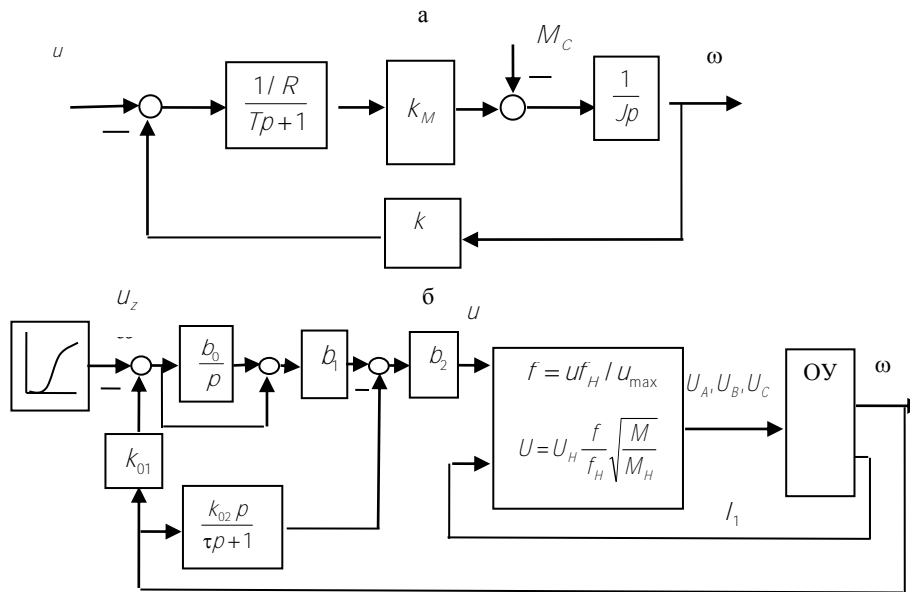 а
u
M_C
ω
1/R
Tp+1
k_M
1
Jp
k
б
u_z
u
b_0
p
b_1
b_2
f = u f_H / u_max
U = U_H f/f_H √(M/M_H)
U_A, U_B, U_C
ОУ
ω
k_01
k_02 p
τp+1
I_1